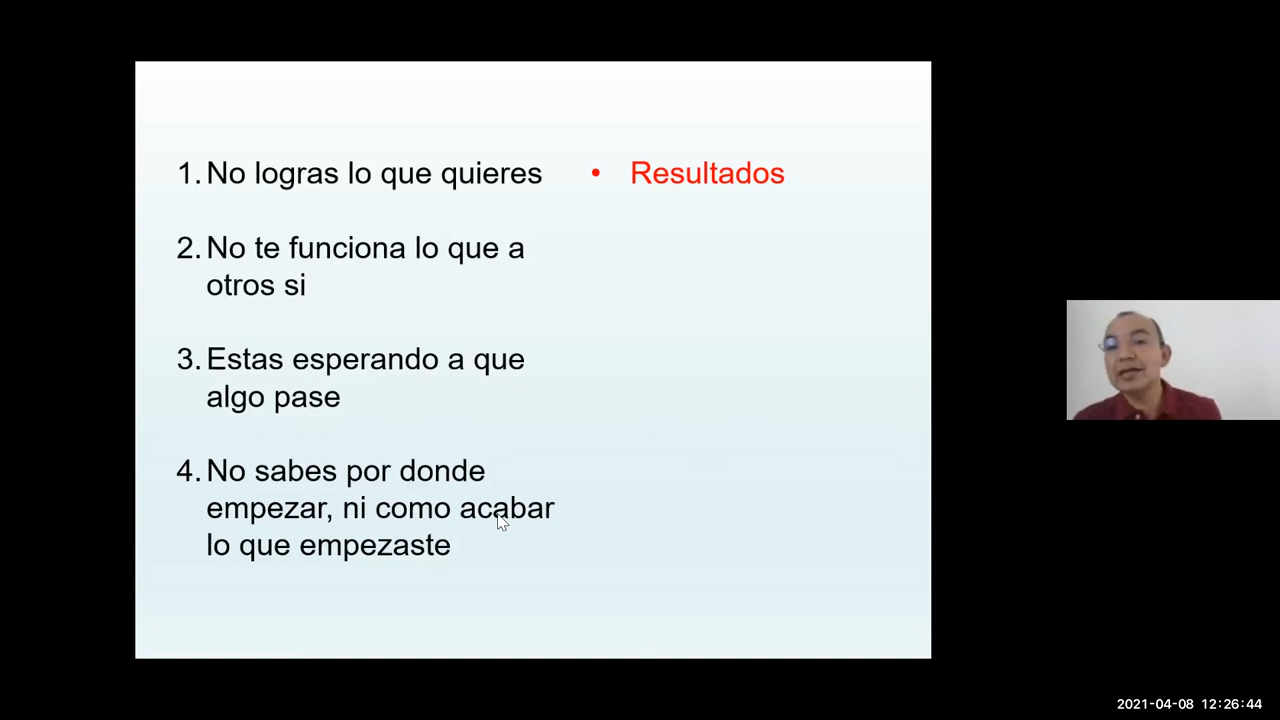 1. No logras lo que quieres
• Resultados
2. No te funciona lo que a
otros si
3. Estas esperando a que
algo pase
4. No sabes por donde
empezar, ni como acabar
lo que empezaste
2021-04-08 12:26:44